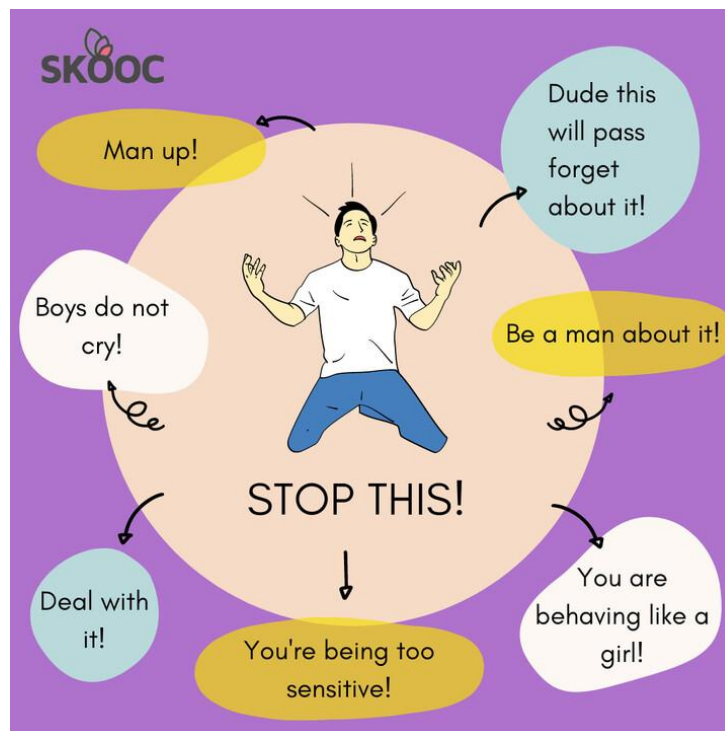 SKOOC
Man up!
Dude this
will pass
forget
about it!
Boys do not
cry!
Be a man about it!
STOP THIS!
Deal with
it!
You're being too
sensitive!
You are
behaving like a
girl!